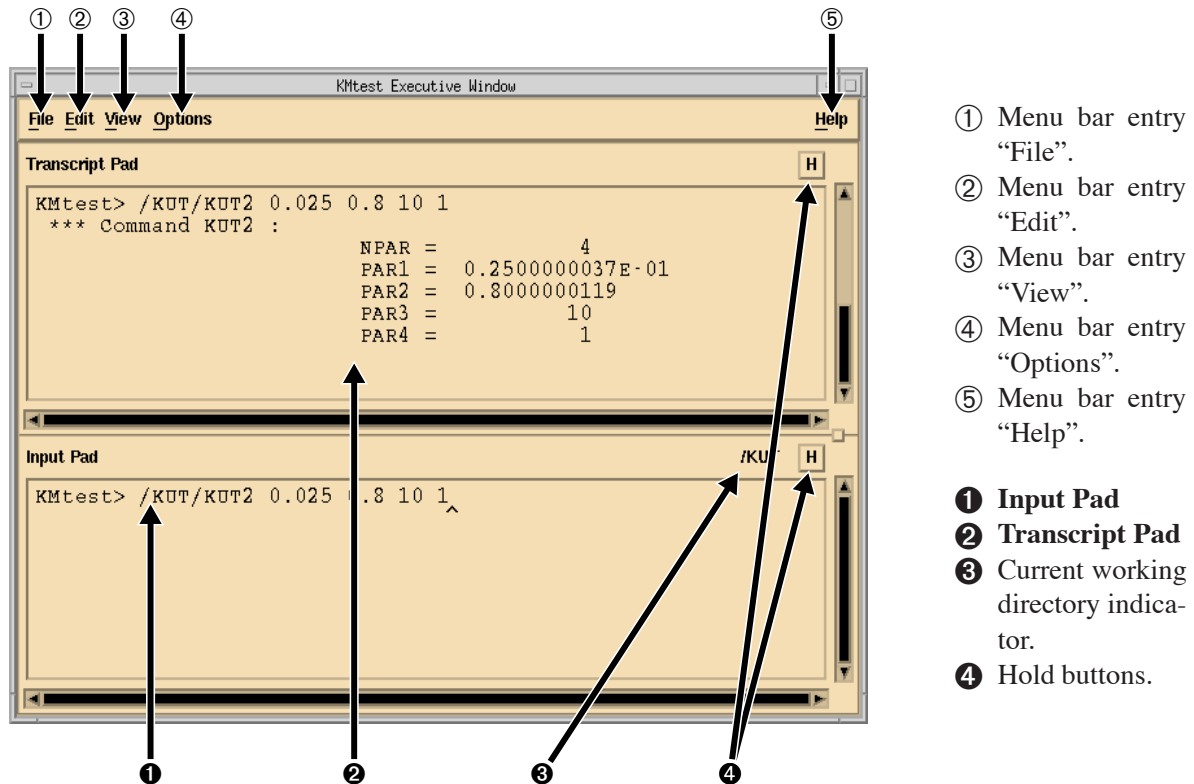 ① ② ③ ④ ⑤
KMtest Executive Window
File Edit View Options Help
Transcript Pad H
KMtest> /KUT/KUT2 0.025 0.8 10 1
*** Command KUT2 :
NPAR = 4
PAR1 = 0.2500000037E-01
PAR2 = 0.8000000119
PAR3 = 10
PAR4 = 1
Input Pad /KUT H
KMtest> /KUT/KUT2 0.025 0.8 10 1
❶ ❷ ❸ ❹
① Menu bar entry
“File”.
② Menu bar entry
“Edit”.
③ Menu bar entry
“View”.
④ Menu bar entry
“Options”.
⑤ Menu bar entry
“Help”.
❶ Input Pad
❷ Transcript Pad
❸ Current working
directory indica-
tor.
❹ Hold buttons.